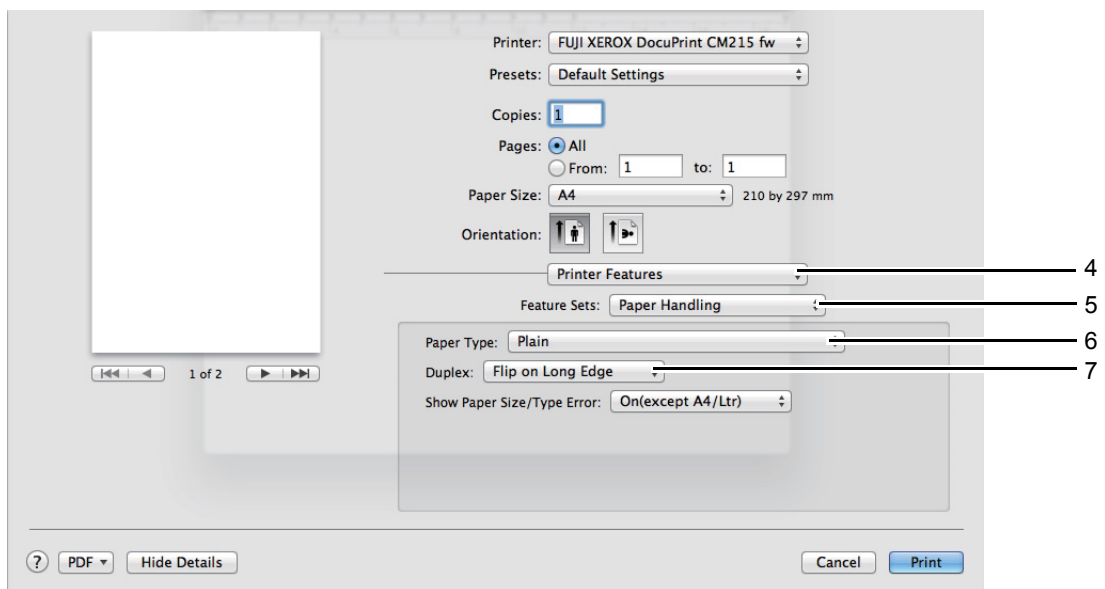 Printer: FUJI XEROX DocuPrint CM215 fw
Presets: Default Settings
Copies: 1
Pages: All
From: 1 to: 1
Paper Size: A4 210 by 297 mm
Orientation:
Printer Features 4
Feature Sets: Paper Handling 5
Paper Type: Plain 6
Duplex: Flip on Long Edge 7
Show Paper Size/Type Error: On(except A4/Ltr)
1 of 2
? PDF Hide Details Cancel Print